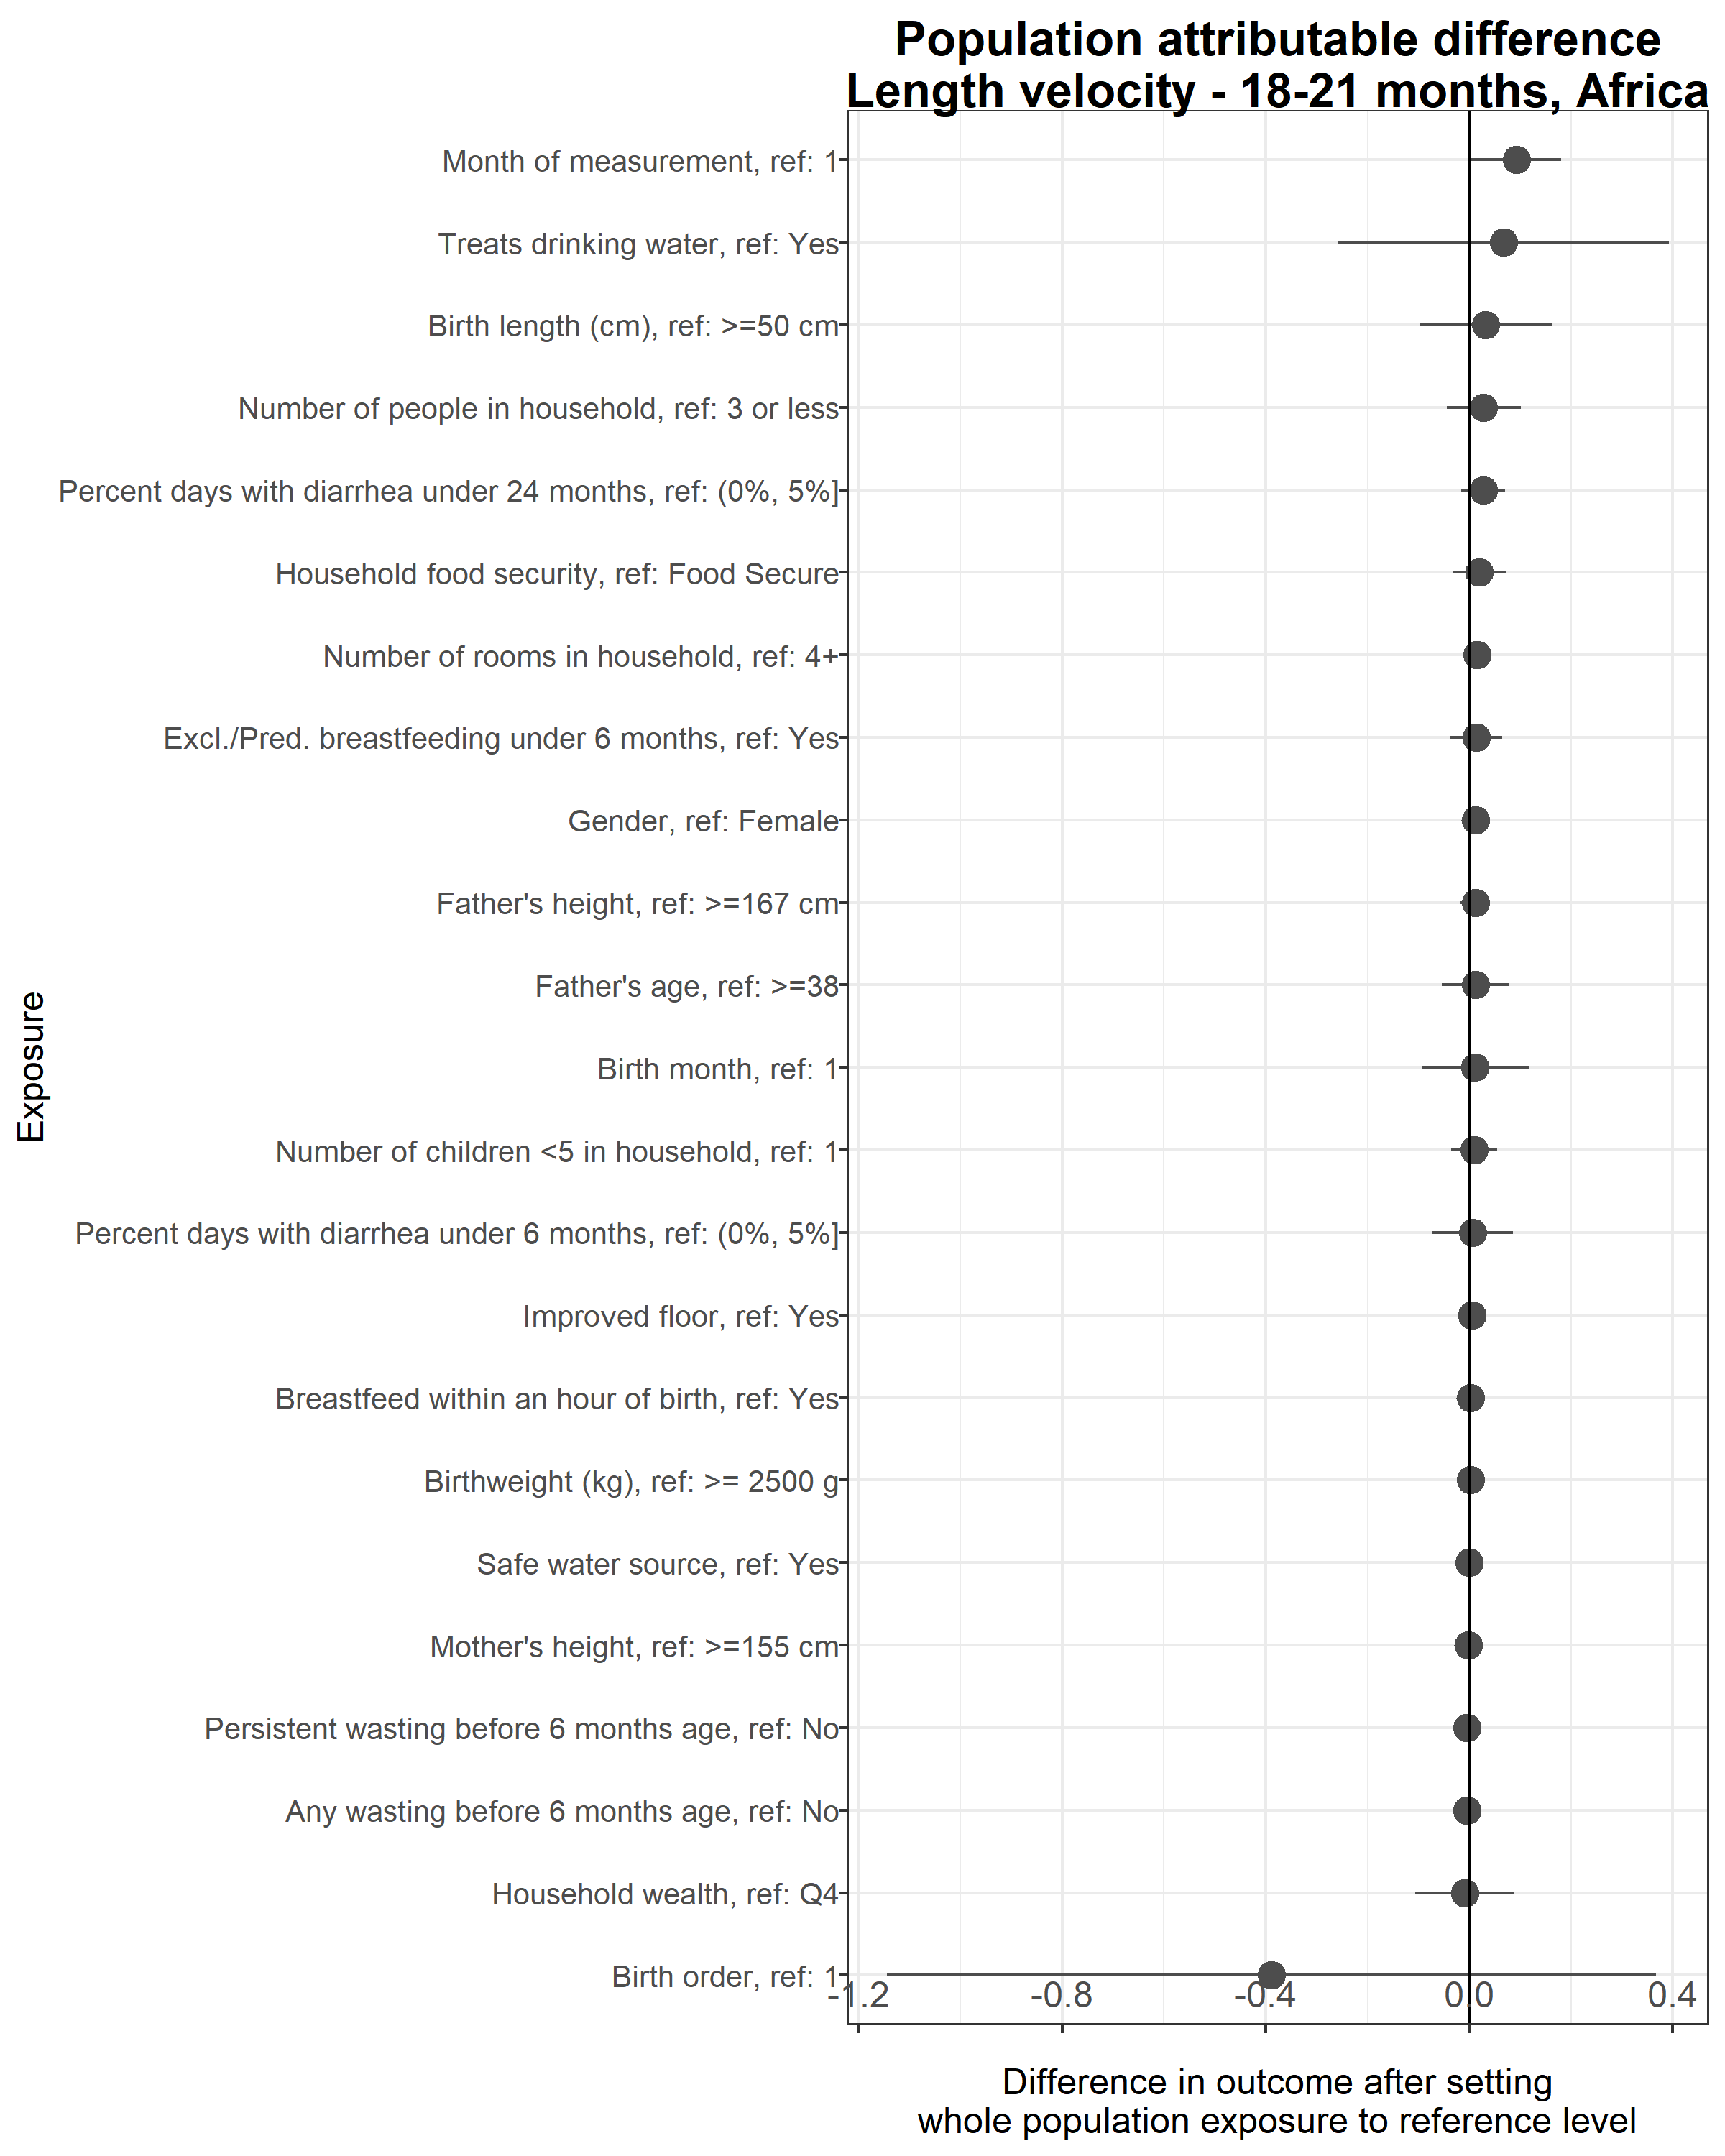 Population attributable difference
Length velocity - 18-21 months, Africa
Month of measurement, ref: 1
Treats drinking water, ref: Yes
Birth length (cm), ref: >=50 cm
Number of people in household, ref: 3 or less
Percent days with diarrhea under 24 months, ref: (0%, 5%]
Household food security, ref: Food Secure
Number of rooms in household, ref: 4+
Excl./Pred. breastfeeding under 6 months, ref: Yes
Gender, ref: Female
Father's height, ref: >=167 cm
Father's age, ref: >=38
Birth month, ref: 1
Number of children <5 in household, ref: 1
Percent days with diarrhea under 6 months, ref: (0%, 5%]
Improved floor, ref: Yes
Breastfeed within an hour of birth, ref: Yes
Birthweight (kg), ref: >= 2500 g
Safe water source, ref: Yes
Mother's height, ref: >=155 cm
Persistent wasting before 6 months age, ref: No
Any wasting before 6 months age, ref: No
Household wealth, ref: Q4
Birth order, ref: 1
Exposure
-1.2 -0.8 -0.4 0.0 0.4
Difference in outcome after setting
whole population exposure to reference level